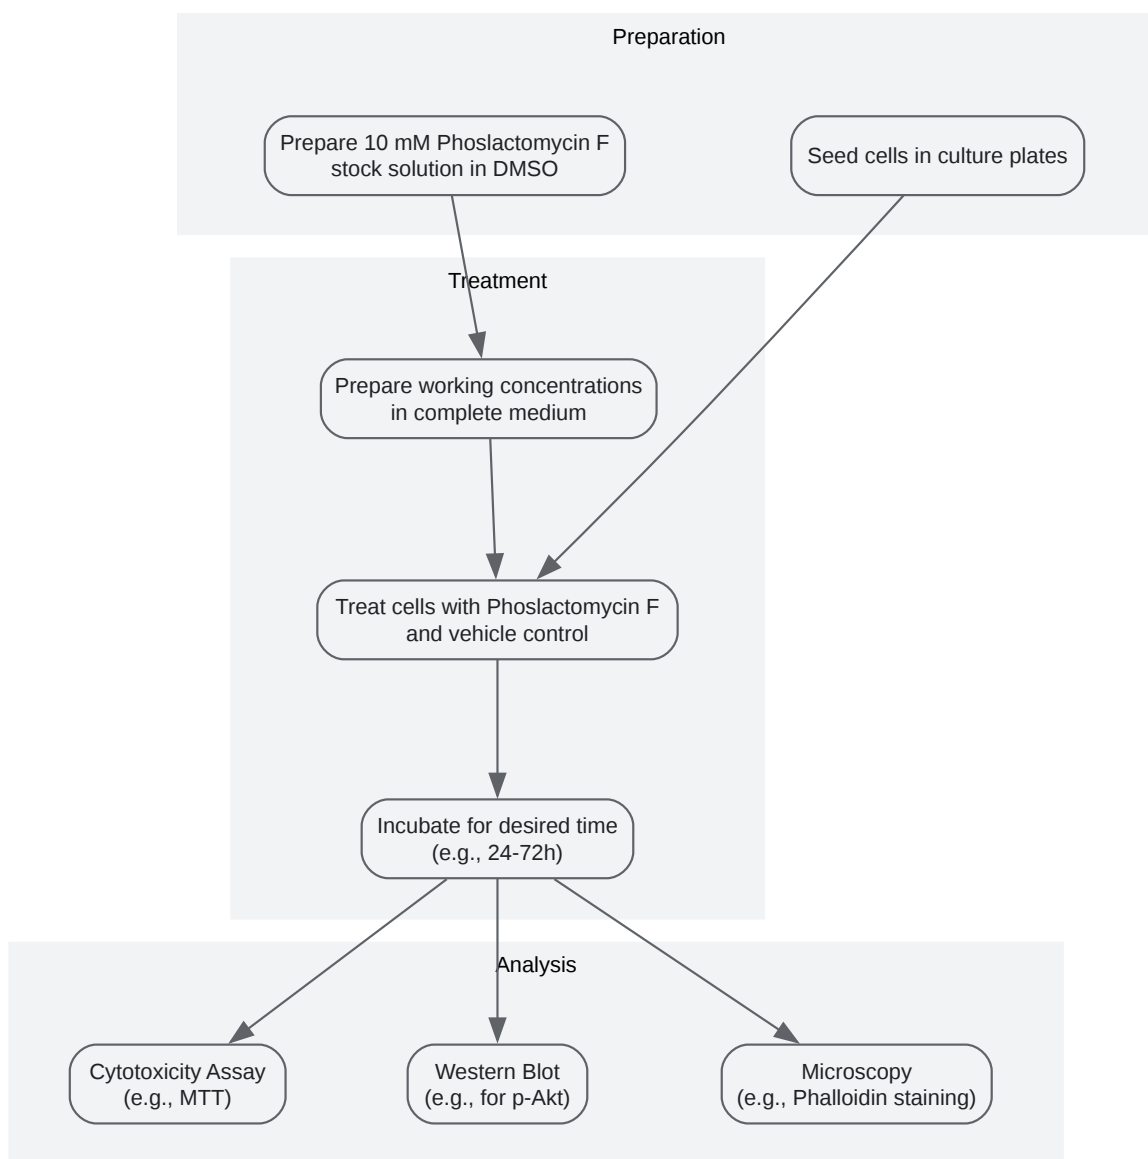 Preparation
Prepare 10 mM Phoslactomycin F
stock solution in DMSO
Seed cells in culture plates
Treatment
Prepare working concentrations
in complete medium
Treat cells with Phoslactomycin F
and vehicle control
Incubate for desired time
(e.g., 24-72h)
Analysis
Cytotoxicity Assay
(e.g., MTT)
Western Blot
(e.g., for p-Akt)
Microscopy
(e.g., Phalloidin staining)